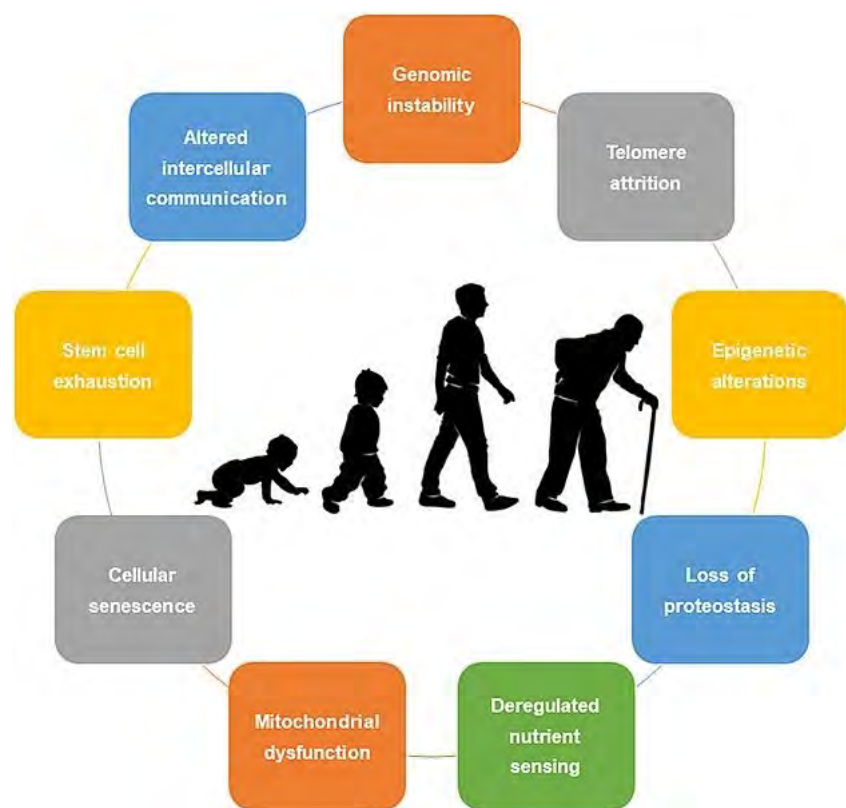 Genomic
instability
Telomere
attrition
Epigenetic
alterations
Loss of
proteostasis
Deregulated
nutrient
sensing
Mitochondrial
dysfunction
Cellular
senescence
Stem cell
exhaustion
Altered
intercellular
communication